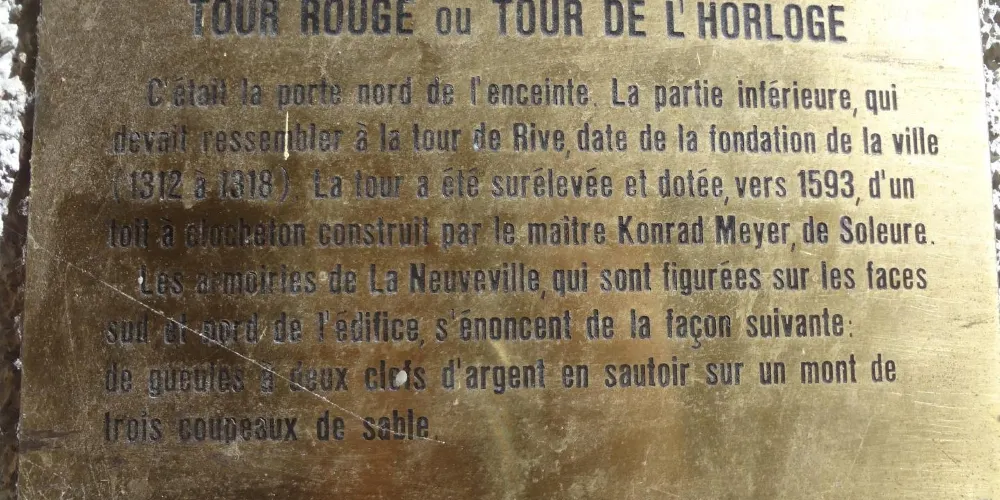 TOUR ROUGE OU TOUR DE L'HORLOGE
C'était la porte nord de l'enceinte. La partie inférieure, qui
devait ressembler à la tour de Rive, date de la fondation de la ville
(1312 à 1318). La tour a été surélevée et dotée, vers 1593, d'un
toit à clocheton construit par le maître Konrad Meyer, de Soleure.
Les armoiries de La Neuveville, qui sont figurées sur les faces
sud et nord de l'édifice, s'énoncent de la façon suivante:
de gueules à deux clefs d'argent en sautoir sur un mont de
trois coupeaux de sable.